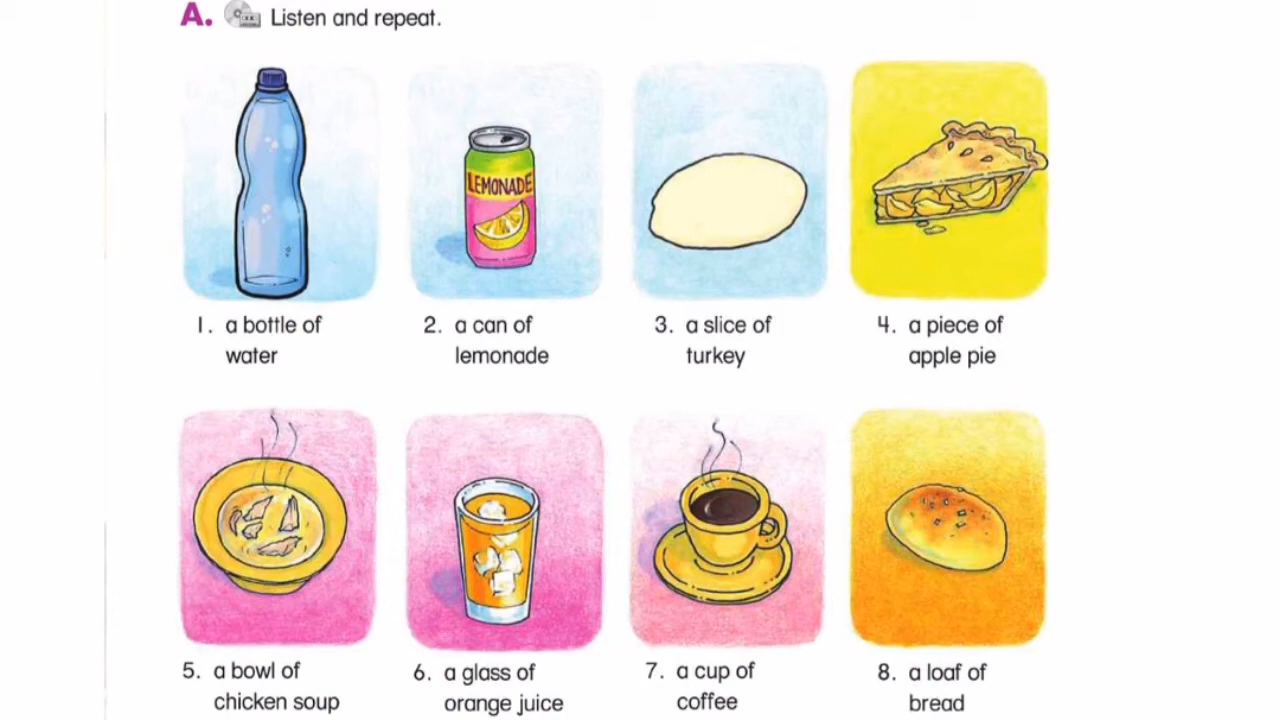 A. Listen and repeat.
LEMONADE
1. a bottle of
water
2. a can of
lemonade
3. a slice of
turkey
4. a piece of
apple pie
5. a bowl of
chicken soup
6. a glass of
orange juice
7. a cup of
coffee
8. a loaf of
bread